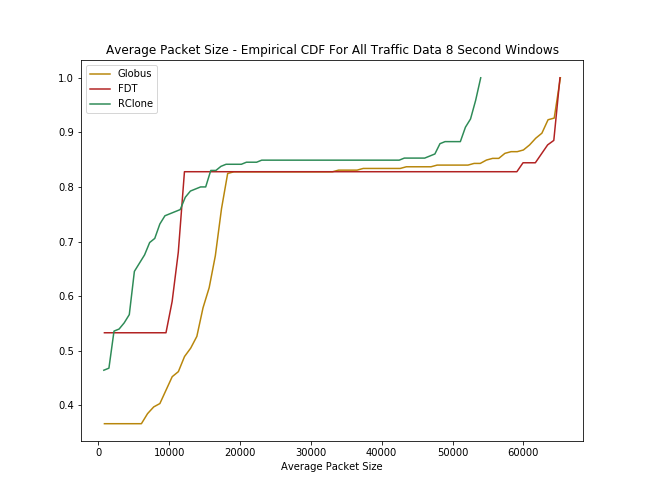 Average Packet Size - Empirical CDF For All Traffic Data 8 Second Windows
Globus
FDT
RClone
1.0
0.9
0.8
0.7
0.6
0.5
0.4
0 10000 20000 30000 40000 50000 60000
Average Packet Size